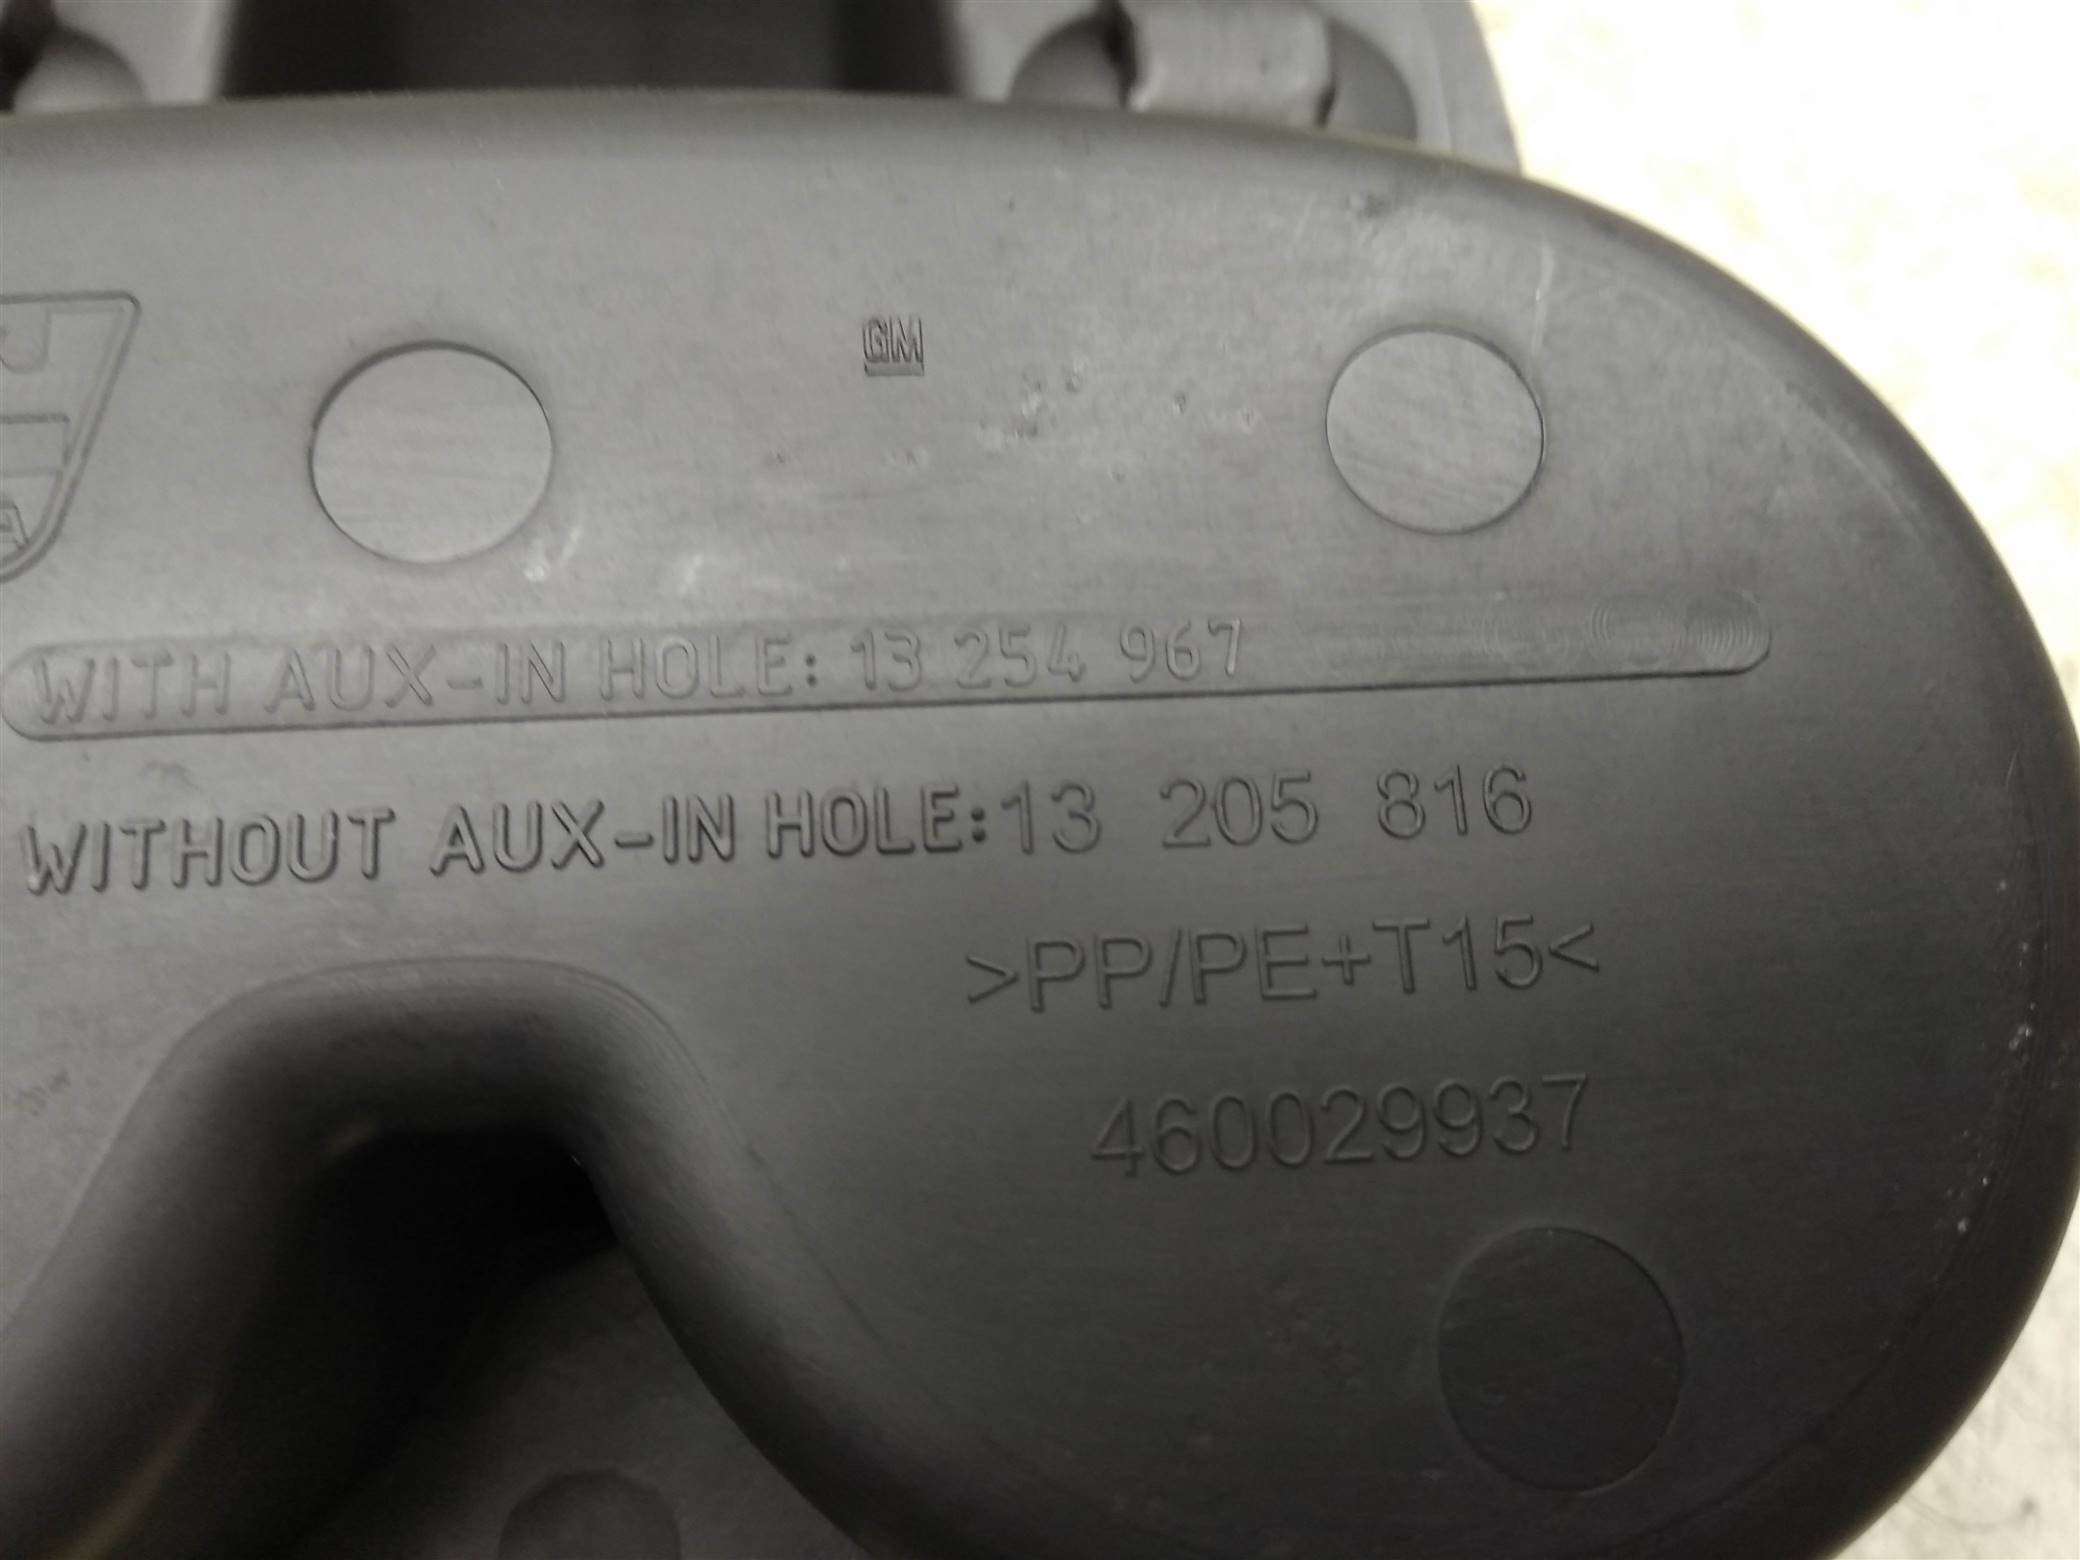 GM
WITH AUX-IN HOLE: 13 254 967
WITHOUT AUX-IN HOLE: 13 205 816
>PP/PE+T15<
460029937